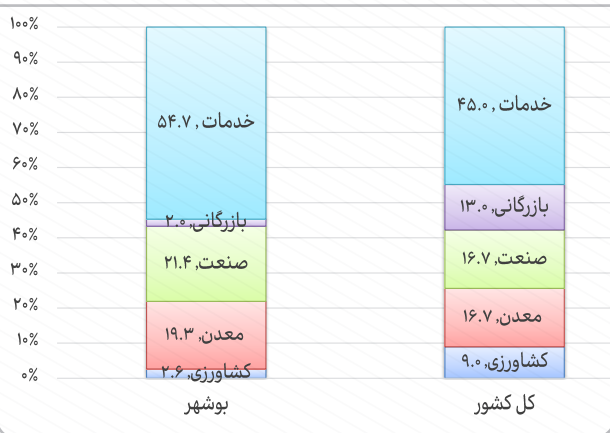 ۱۰۰%
۹۰%
۸۰%
۷۰%
۶۰%
۵۰%
۴۰%
۳۰%
۲۰%
۱۰%
۰%
خدمات, ۵۴.۷
بازرگانی, ۲.۰
صنعت, ۲۱.۴
معدن, ۱۹.۳
کشاورزی, ۲.۶
بوشهر
خدمات, ۴۵.۰
بازرگانی, ۱۳.۰
صنعت, ۱۶.۷
معدن, ۱۶.۷
کشاورزی, ۹.۰
کل کشور